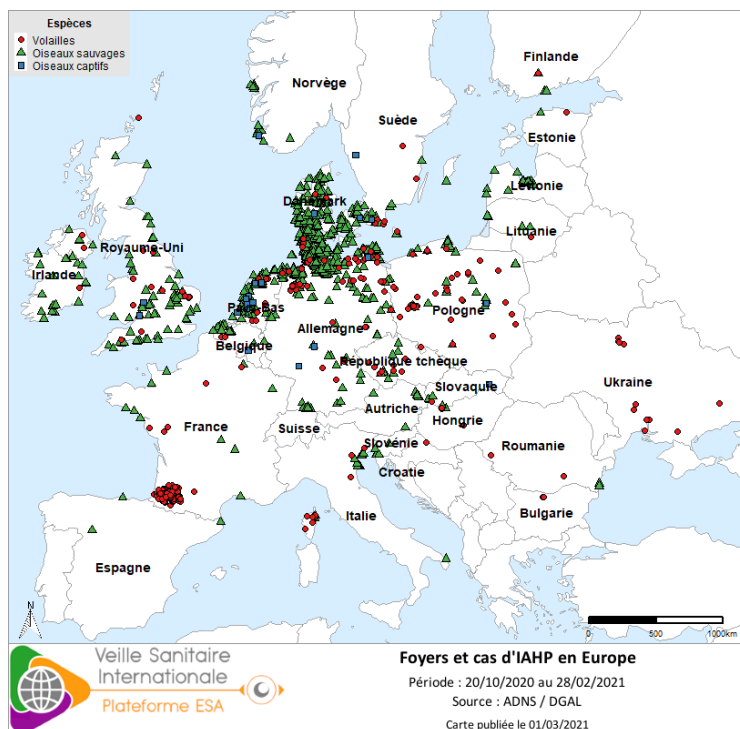 Espèces
Volailles
Oiseaux sauvages
Oiseaux captifs
Finlande
Norvège
Suède
Estonie
Lettonie
Danemark
Lituanie
Royaume-Uni
Irlande
Pays-Bas
Pologne
Allemagne
Belgique
République tchèque
Ukraine
Slovaquie
Autriche
Hongrie
France
Suisse
Slovénie
Roumanie
Croatie
Italie
Bulgarie
Espagne
N
0 500 1000km
Veille Sanitaire
Internationale
Plateforme ESA
Foyers et cas d'IAHP en Europe
Période : 20/10/2020 au 28/02/2021
Source : ADNS / DGAL
Carte publiée le 01/03/2021